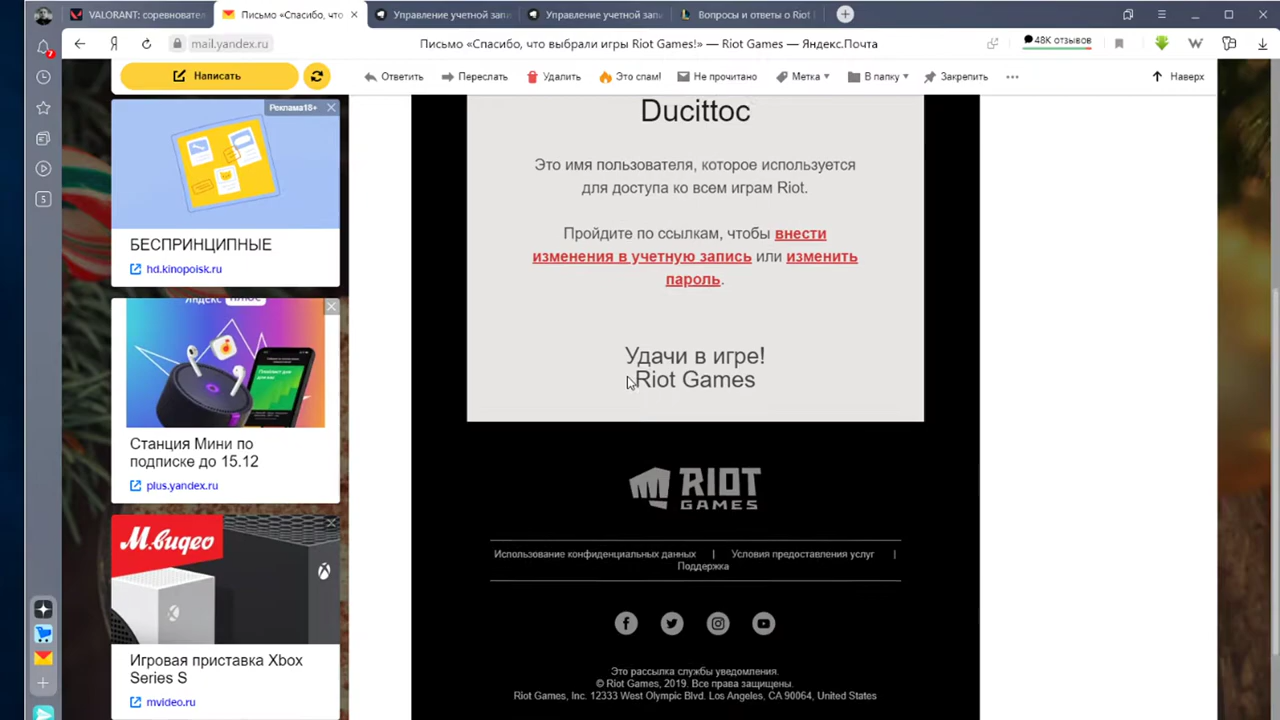 VALORANT: соревновател
Письмо «Спасибо, что
Управление учетной запи
Управление учетной запи
Вопросы и ответы о Riot
mail.yandex.ru
Письмо «Спасибо, что выбрали игры Riot Games!» — Riot Games — Яндекс.Почта
48K отзывов
Написать
Ответить
Переслать
Удалить
Это спам!
Не прочитано
Метка
В папку
Закрепить
Наверх
Реклама18+
БЕСПРИНЦИПНЫЕ
hd.kinopoisk.ru
Станция Мини по
подписке до 15.12
plus.yandex.ru
М.видео
Игровая приставка Xbox
Series S
mvideo.ru
Ducittoc
Это имя пользователя, которое используется
для доступа ко всем играм Riot.
Пройдите по ссылкам, чтобы внести
изменения в учетную запись или изменить
пароль.
Удачи в игре!
Riot Games
RIOT
GAMES
Использование конфиденциальных данных | Условия предоставления услуг |
Поддержка
Это рассылка службы уведомления.
© Riot Games, 2019. Все права защищены.
Riot Games, Inc. 12333 West Olympic Blvd. Los Angeles, CA 90064, United States